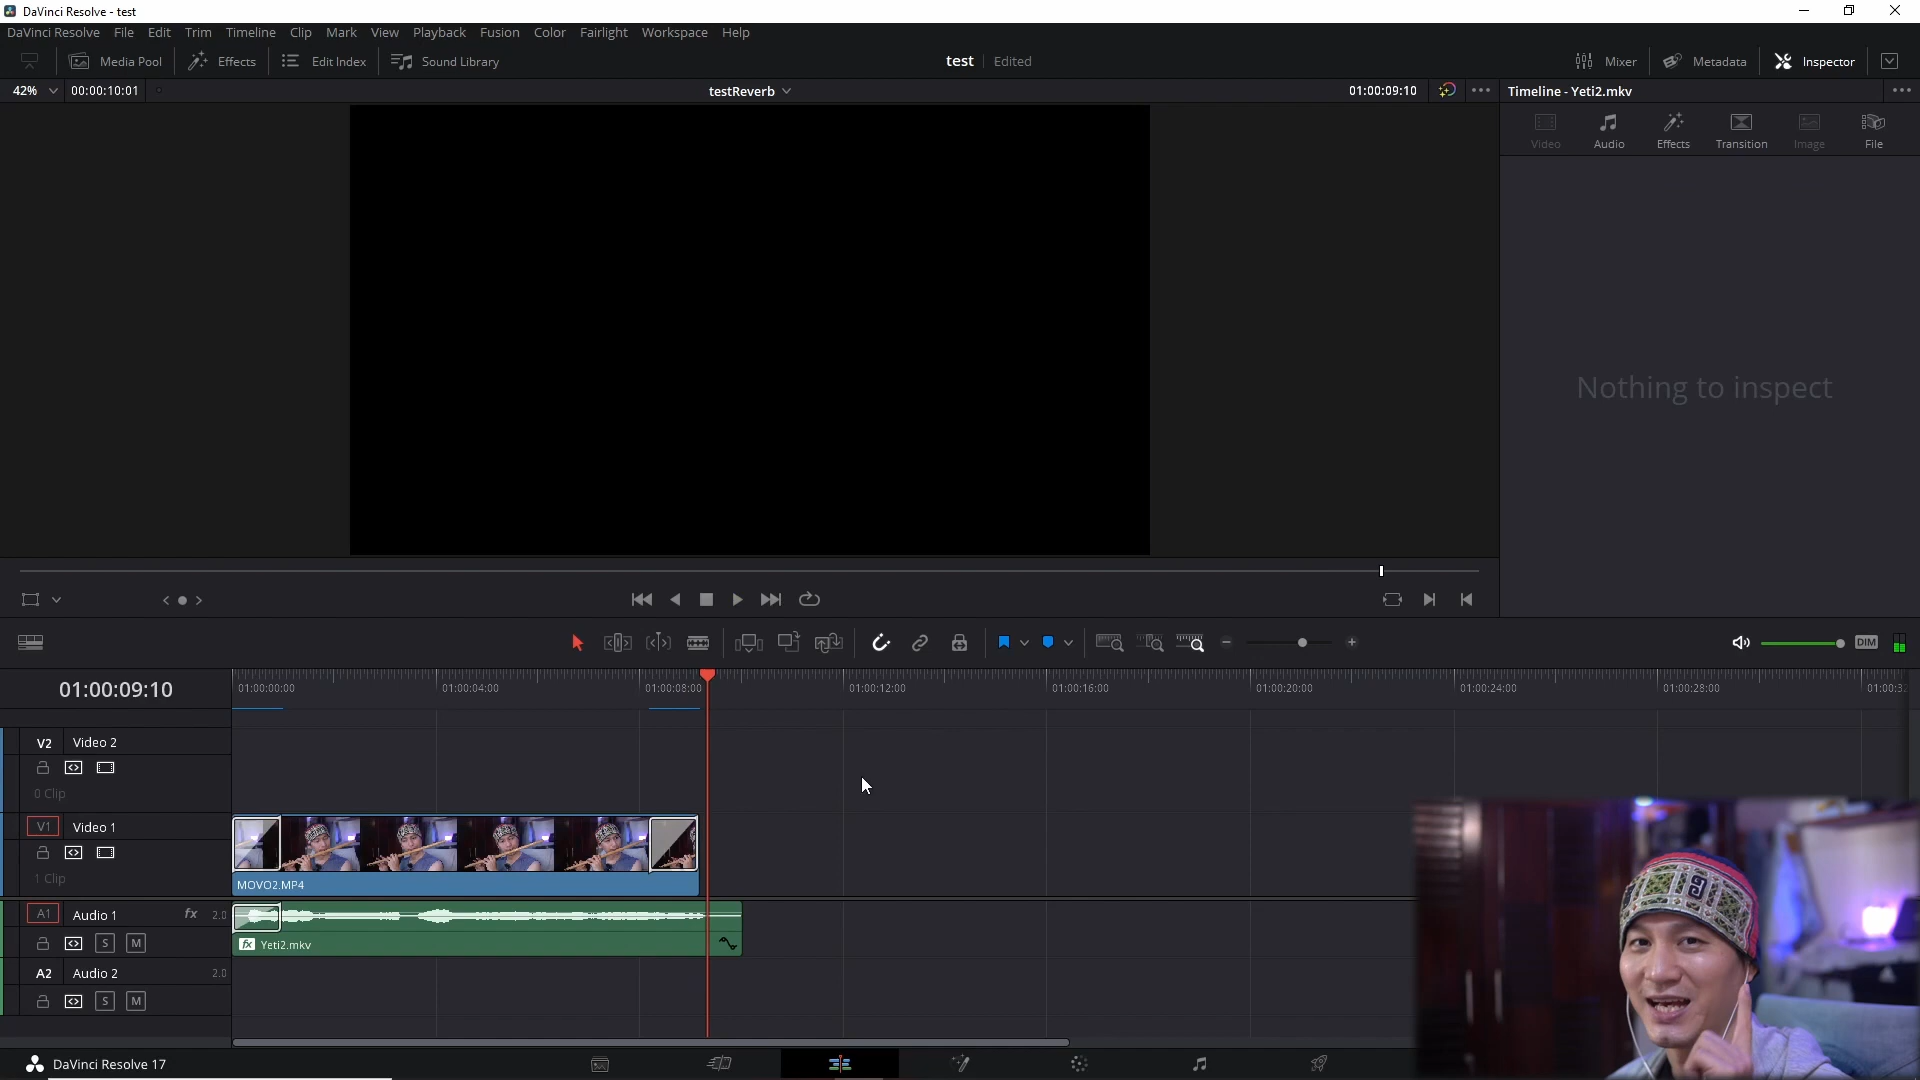 DaVinci Resolve - test
DaVinci Resolve File Edit Trim Timeline Clip Mark View Playback Fusion Color Fairlight Workspace Help
Media Pool Effects Edit Index Sound Library test Edited Mixer Metadata Inspector
42% 00:00:10:01 testReverb 01:00:09:10 Timeline - Yeti2.mkv
Video Audio Effects Transition Image File
Nothing to inspect
DIM
01:00:09:10 01:00:00:00 01:00:04:00 01:00:08:00 01:00:12:00 01:00:16:00 01:00:20:00 01:00:24:00 01:00:28:00
V2 Video 2
0 Clip
V1 Video 1
1 Clip
MOVO2.MP4
A1 Audio 1 fx 2.0
S M
fx Yeti2.mkv
A2 Audio 2 2.0
S M
DaVinci Resolve 17